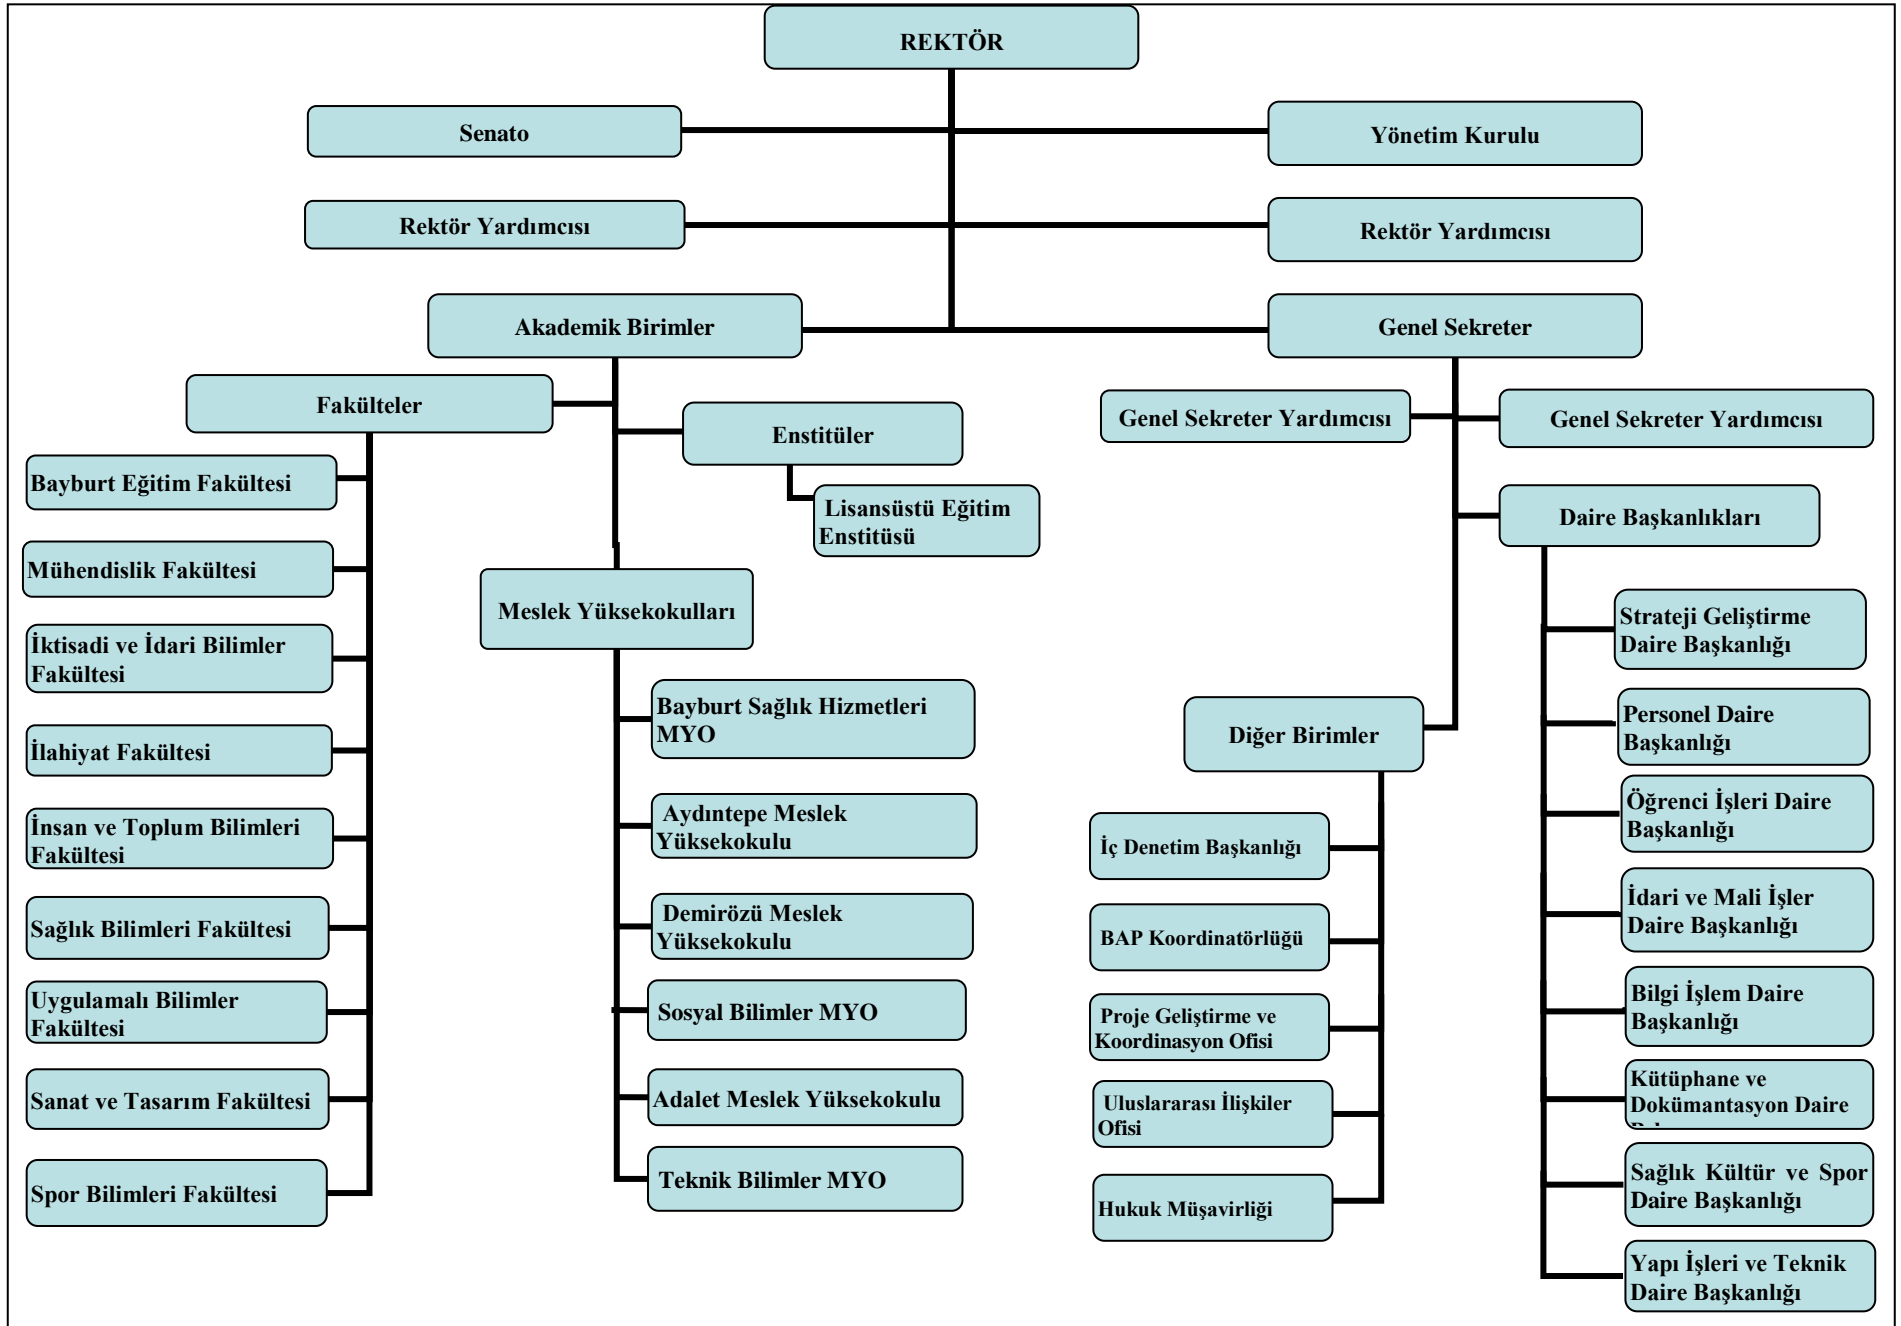 REKTÖR
Senato
Yönetim Kurulu
Rektör Yardımcısı
Rektör Yardımcısı
Akademik Birimler
Genel Sekreter
Fakülteler
Enstitüler
Lisansüstü Eğitim
Enstitüsü
Genel Sekreter Yardımcısı
Genel Sekreter Yardımcısı
Daire Başkanlıkları
Bayburt Eğitim Fakültesi
Mühendislik Fakültesi
İktisadi ve İdari Bilimler
Fakültesi
İlahiyat Fakültesi
İnsan ve Toplum Bilimleri
Fakültesi
Sağlık Bilimleri Fakültesi
Uygulamalı Bilimler
Fakültesi
Sanat ve Tasarım Fakültesi
Spor Bilimleri Fakültesi
Meslek Yüksekokulları
Bayburt Sağlık Hizmetleri
MYO
Aydıntepe Meslek
Yüksekokulu
Demirözü Meslek
Yüksekokulu
Sosyal Bilimler MYO
Adalet Meslek Yüksekokulu
Teknik Bilimler MYO
Diğer Birimler
İç Denetim Başkanlığı
BAP Koordinatörlüğü
Proje Geliştirme ve
Koordinasyon Ofisi
Uluslararası İlişkiler
Ofisi
Hukuk Müşavirliği
Strateji Geliştirme
Daire Başkanlığı
Personel Daire
Başkanlığı
Öğrenci İşleri Daire
Başkanlığı
İdari ve Mali İşler
Daire Başkanlığı
Bilgi İşlem Daire
Başkanlığı
Kütüphane ve
Dokümantasyon Daire
Sağlık Kültür ve Spor
Daire Başkanlığı
Yapı İşleri ve Teknik
Daire Başkanlığı